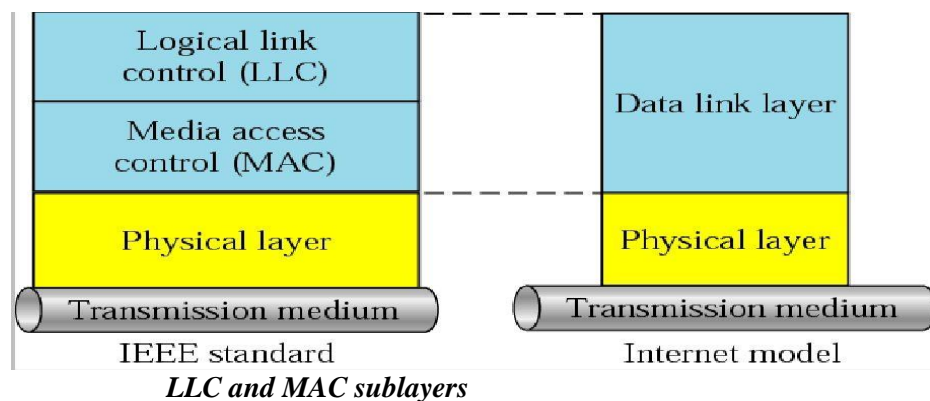 Logical link
control (LLC)
Media access
control (MAC)
Physical layer
Transmission medium
IEEE standard
Data link layer
Physical layer
Transmission medium
Internet model
LLC and MAC sublayers